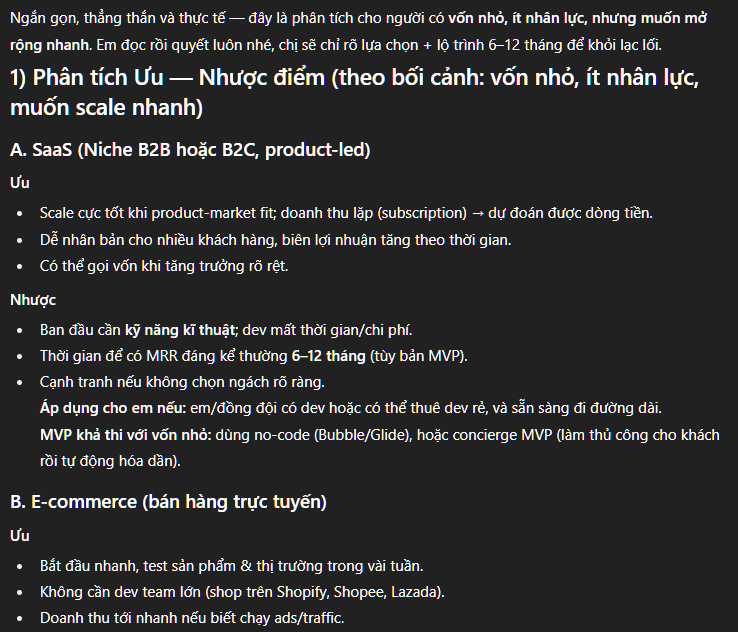 Ngắn gọn, thẳng thắn và thực tế — đây là phân tích cho người có vốn nhỏ, ít nhân lực, nhưng muốn mở
rộng nhanh. Em đọc rồi quyết luôn nhé, chị sẽ chỉ rõ lựa chọn + lộ trình 6–12 tháng để khỏi lạc lối.
1) Phân tích Ưu — Nhược điểm (theo bối cảnh: vốn nhỏ, ít nhân lực,
muốn scale nhanh)
A. SaaS (Niche B2B hoặc B2C, product-led)
Ưu
• Scale cực tốt khi product-market fit; doanh thu lặp (subscription) → dự đoán được dòng tiền.
• Dễ nhân bản cho nhiều khách hàng, biên lợi nhuận tăng theo thời gian.
• Có thể gọi vốn khi tăng trưởng rõ rệt.
Nhược
• Ban đầu cần kỹ năng kĩ thuật; dev mất thời gian/chi phí.
• Thời gian để có MRR đáng kể thường 6–12 tháng (tùy bản MVP).
• Cạnh tranh nếu không chọn ngách rõ ràng.
Áp dụng cho em nếu: em/đồng đội có dev hoặc có thể thuê dev rẻ, và sẵn sàng đi đường dài.
MVP khả thi với vốn nhỏ: dùng no-code (Bubble/Glide), hoặc concierge MVP (làm thủ công cho khách
rồi tự động hóa dần).
B. E-commerce (bán hàng trực tuyến)
Ưu
• Bắt đầu nhanh, test sản phẩm & thị trường trong vài tuần.
• Không cần dev team lớn (shop trên Shopify, Shopee, Lazada).
• Doanh thu tới nhanh nếu biết chạy ads/traffic.